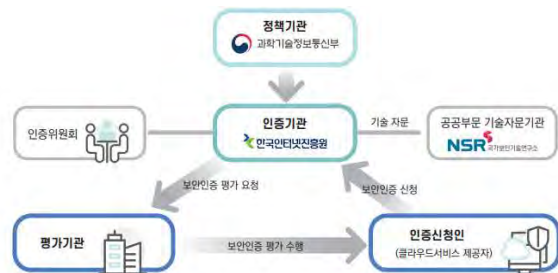 정책기관
과학기술정보통신부
인증위원회
인증기관
한국인터넷진흥원
기술 자문
공공부문 기술자문기관
NSR 국가보안기술연구소
보안인증 평가 요청
보안인증 신청
평가기관
보안인증 평가 수행
인증신청인
(클라우드서비스 제공자)